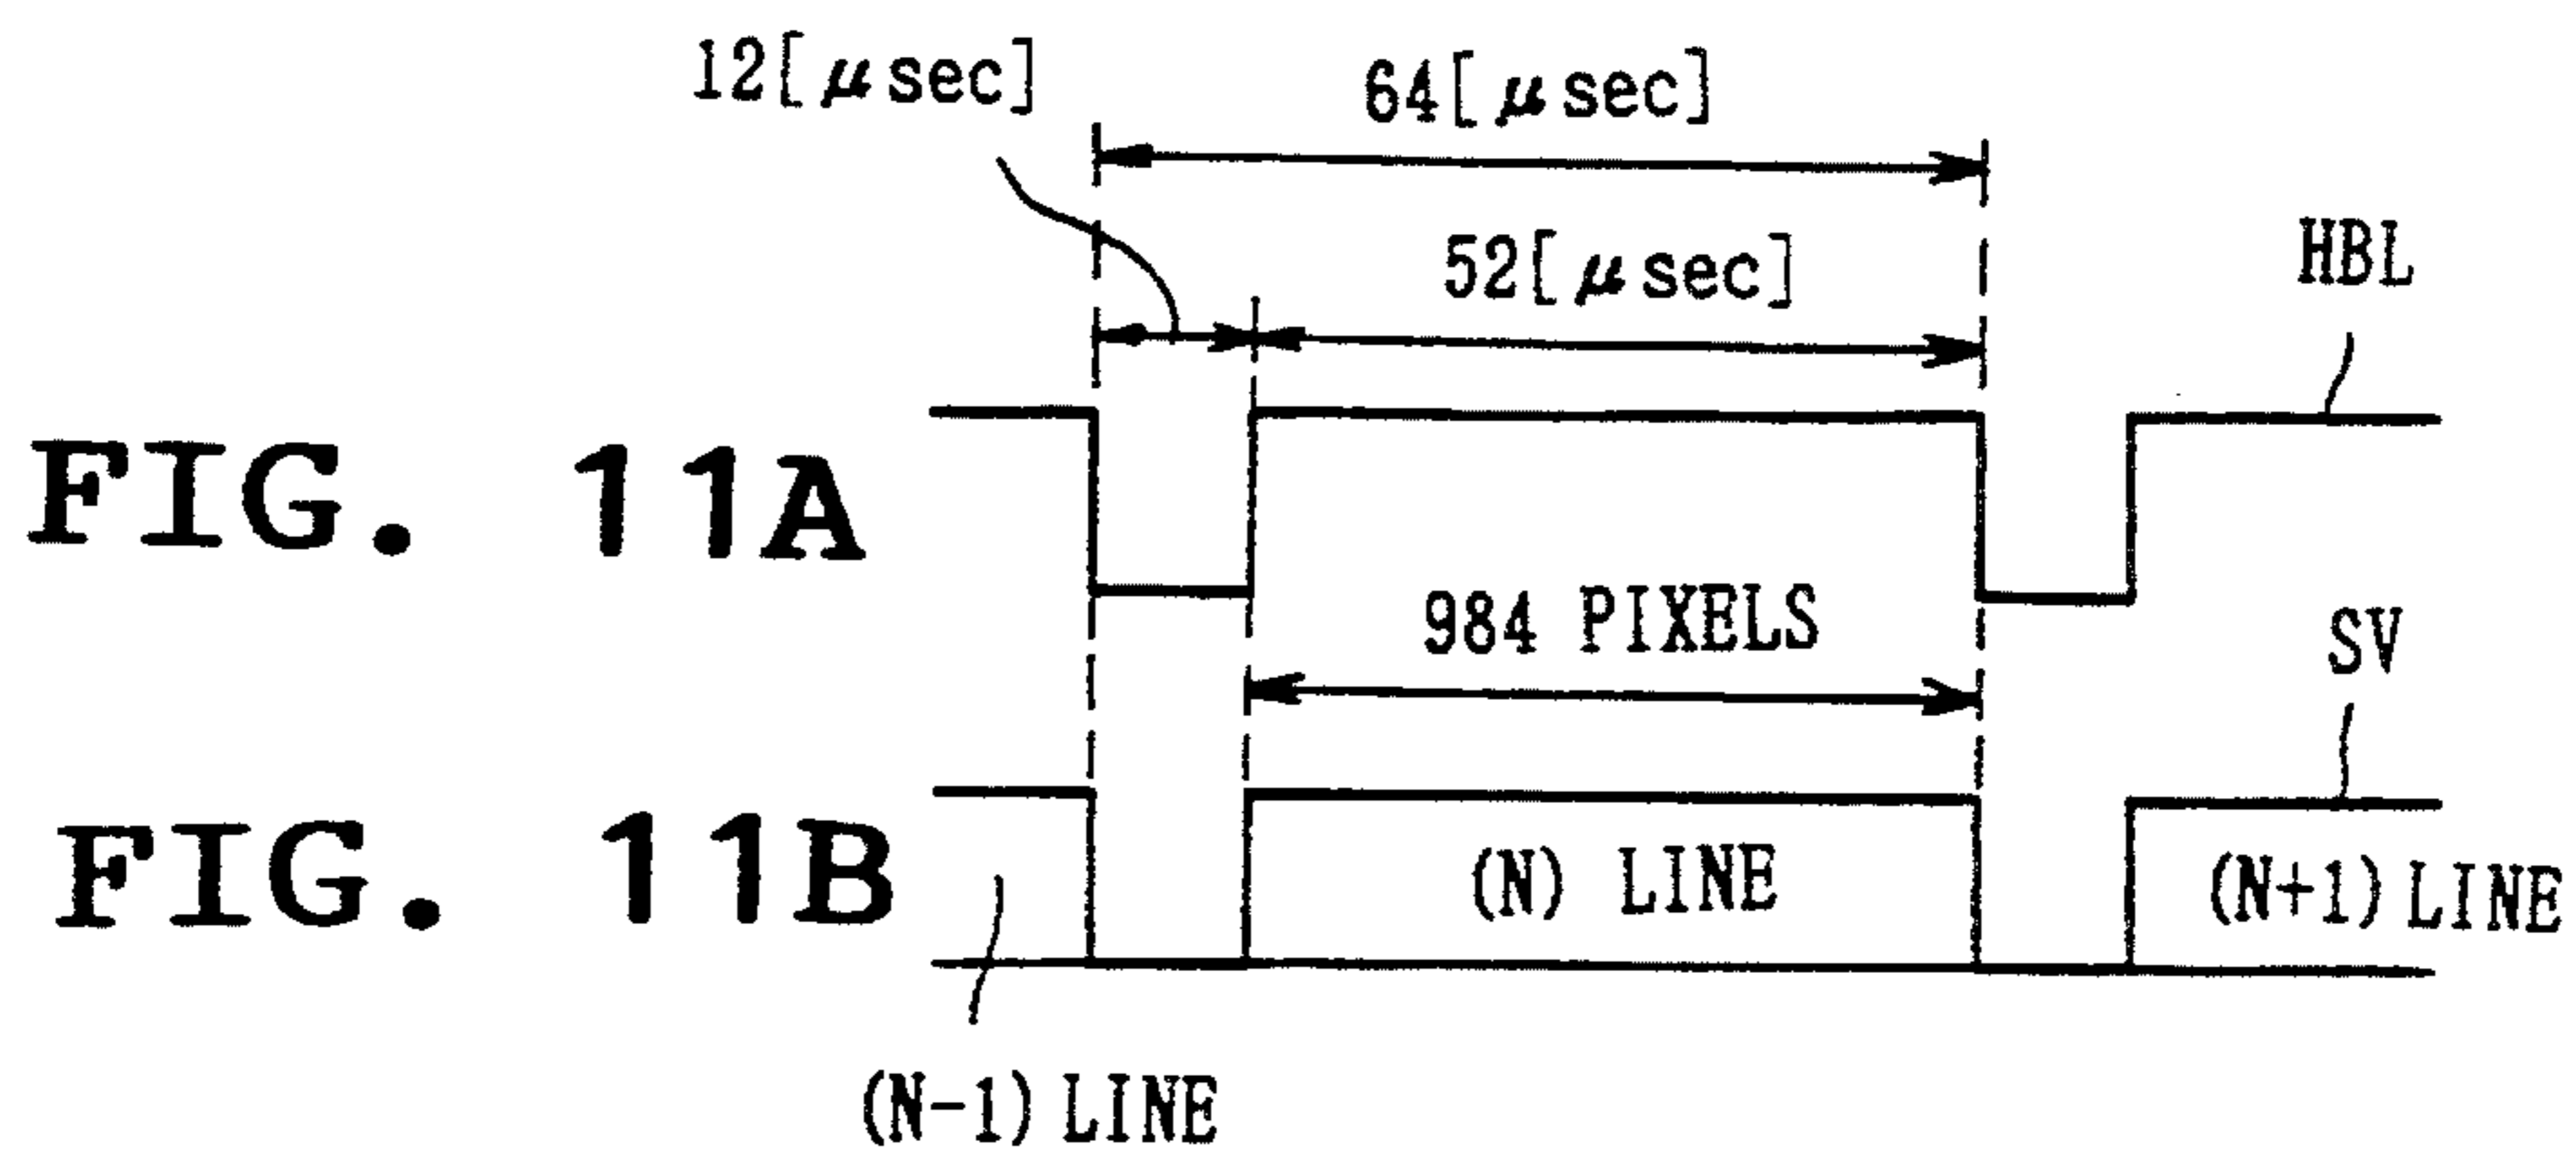 12[μsec]
64[μsec]
52[μsec]
HBL
FIG. 11A
984 PIXELS
SV
FIG. 11B
(N) LINE
(N+1) LINE
(N-1) LINE